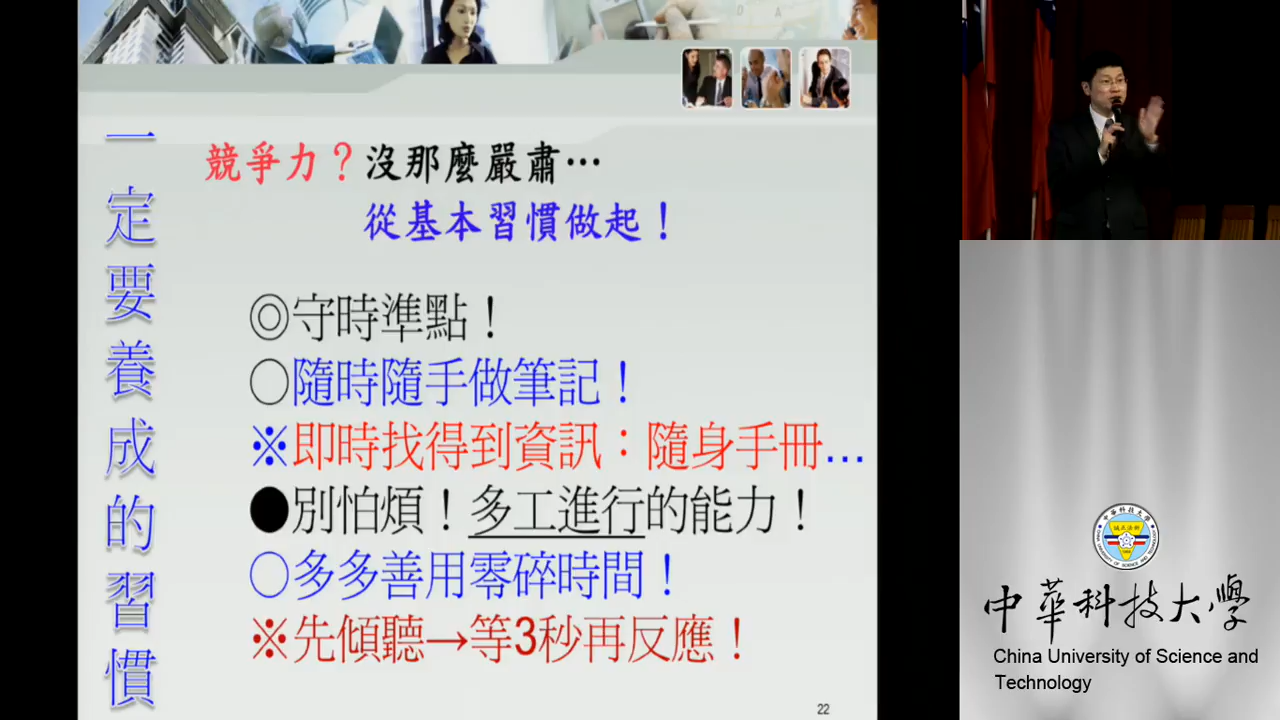 一定要養成的習慣
競爭力？沒那麼嚴肅…
從基本習慣做起！
◎守時準點！
○隨時隨手做筆記！
※即時找得到資訊：隨身手冊…
●別怕煩！多工進行的能力！
○多多善用零碎時間！
※先傾聽→等3秒再反應！
22
中華科技大學
China University of Science and
Technology